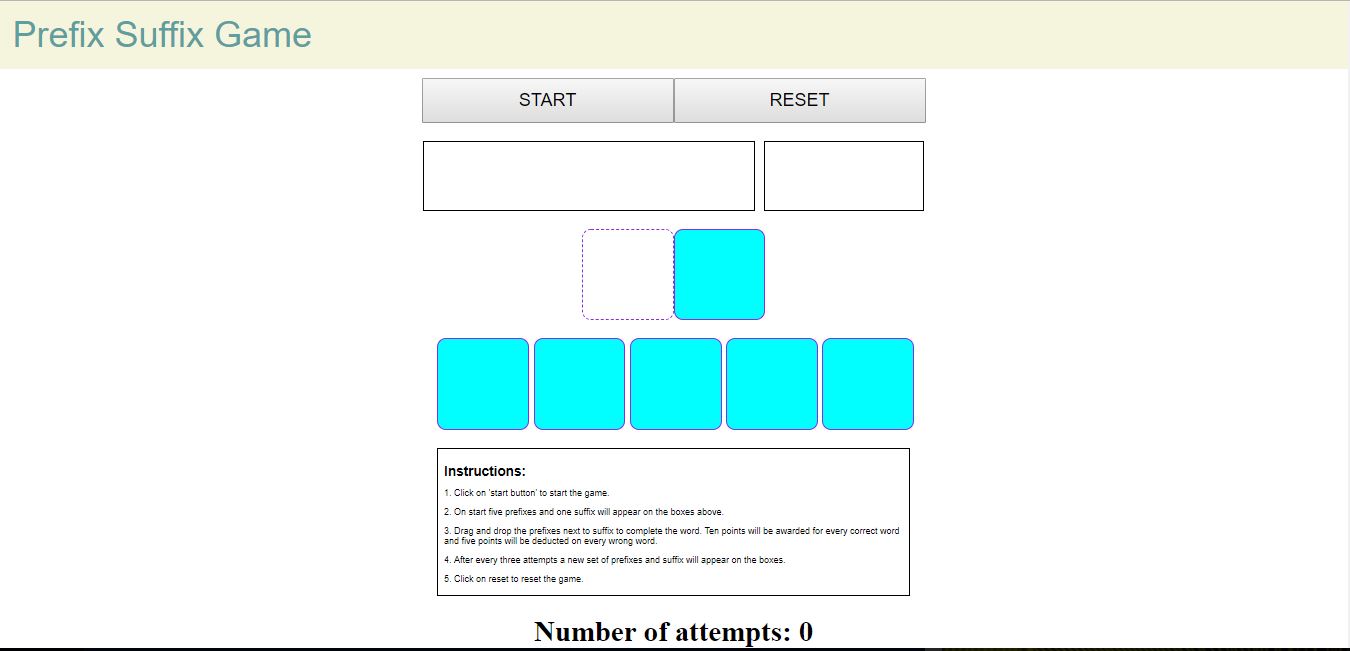 Prefix Suffix Game
START
RESET
Instructions:
1. Click on 'start button' to start the game.
2. On start five prefixes and one suffix will appear on the boxes above.
3. Drag and drop the prefixes next to suffix to complete the word. Ten points will be awarded for every correct word
and five points will be deducted on every wrong word.
4. After every three attempts a new set of prefixes and suffix will appear on the boxes.
5. Click on reset to reset the game.
Number of attempts: 0